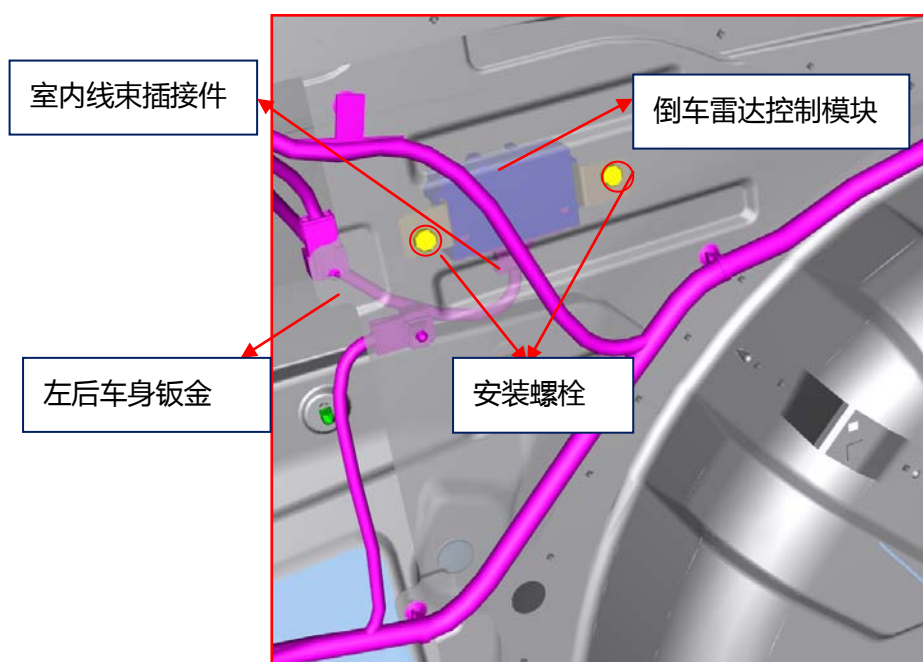 室内线束插接件
倒车雷达控制模块
左后车身钣金
安装螺栓